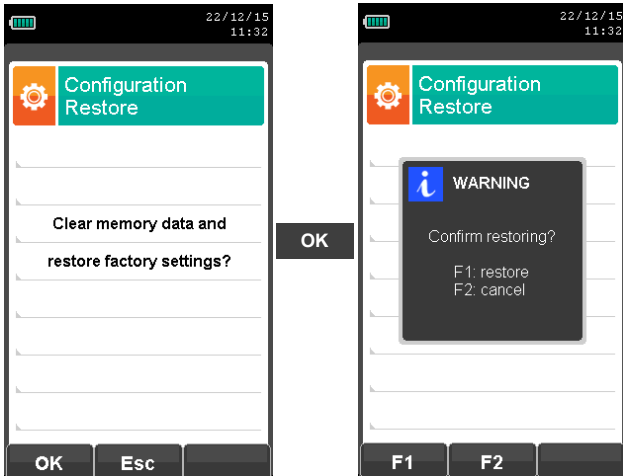 22/12/15
11:32
Configuration
Restore
Clear memory data and
restore factory settings?
OK Esc
OK
22/12/15
11:32
Configuration
Restore
i WARNING
Confirm restoring?
F1: restore
F2: cancel
F1 F2